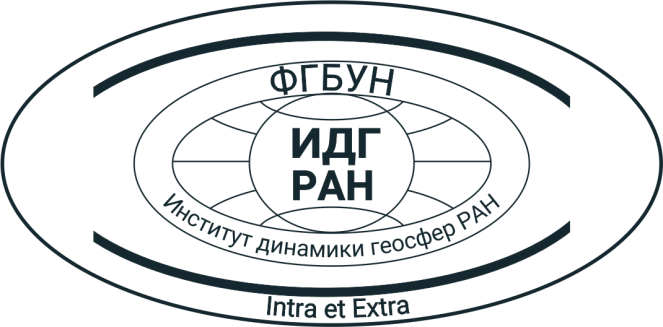 ФГБУН
ИДГ
РАН
Институт динамики геосфер РАН
Intra et Extra